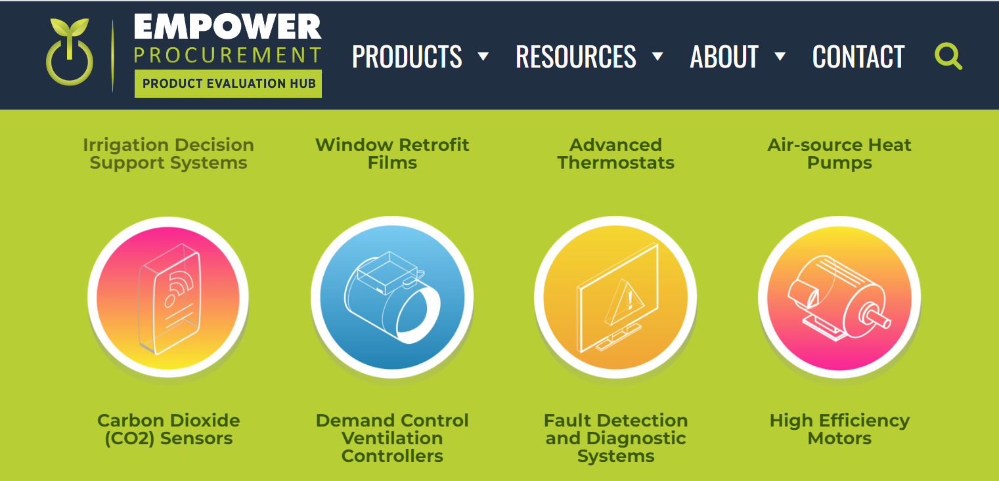 EMPOWER
PROCUREMENT
PRODUCT EVALUATION HUB
PRODUCTS RESOURCES ABOUT CONTACT
Irrigation Decision
Support Systems
Window Retrofit
Films
Advanced
Thermostats
Air-source Heat
Pumps
!
Carbon Dioxide
(CO2) Sensors
Demand Control
Ventilation
Controllers
Fault Detection
and Diagnostic
Systems
High Efficiency
Motors